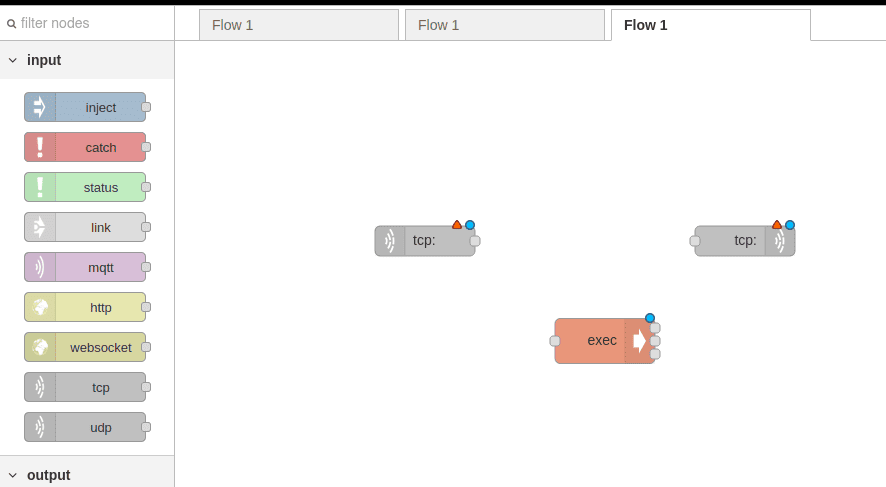 filter nodes
Flow 1
Flow 1
Flow 1
input
inject
catch
status
link
mqtt
http
websocket
tcp
udp
output
tcp:
tcp:
exec